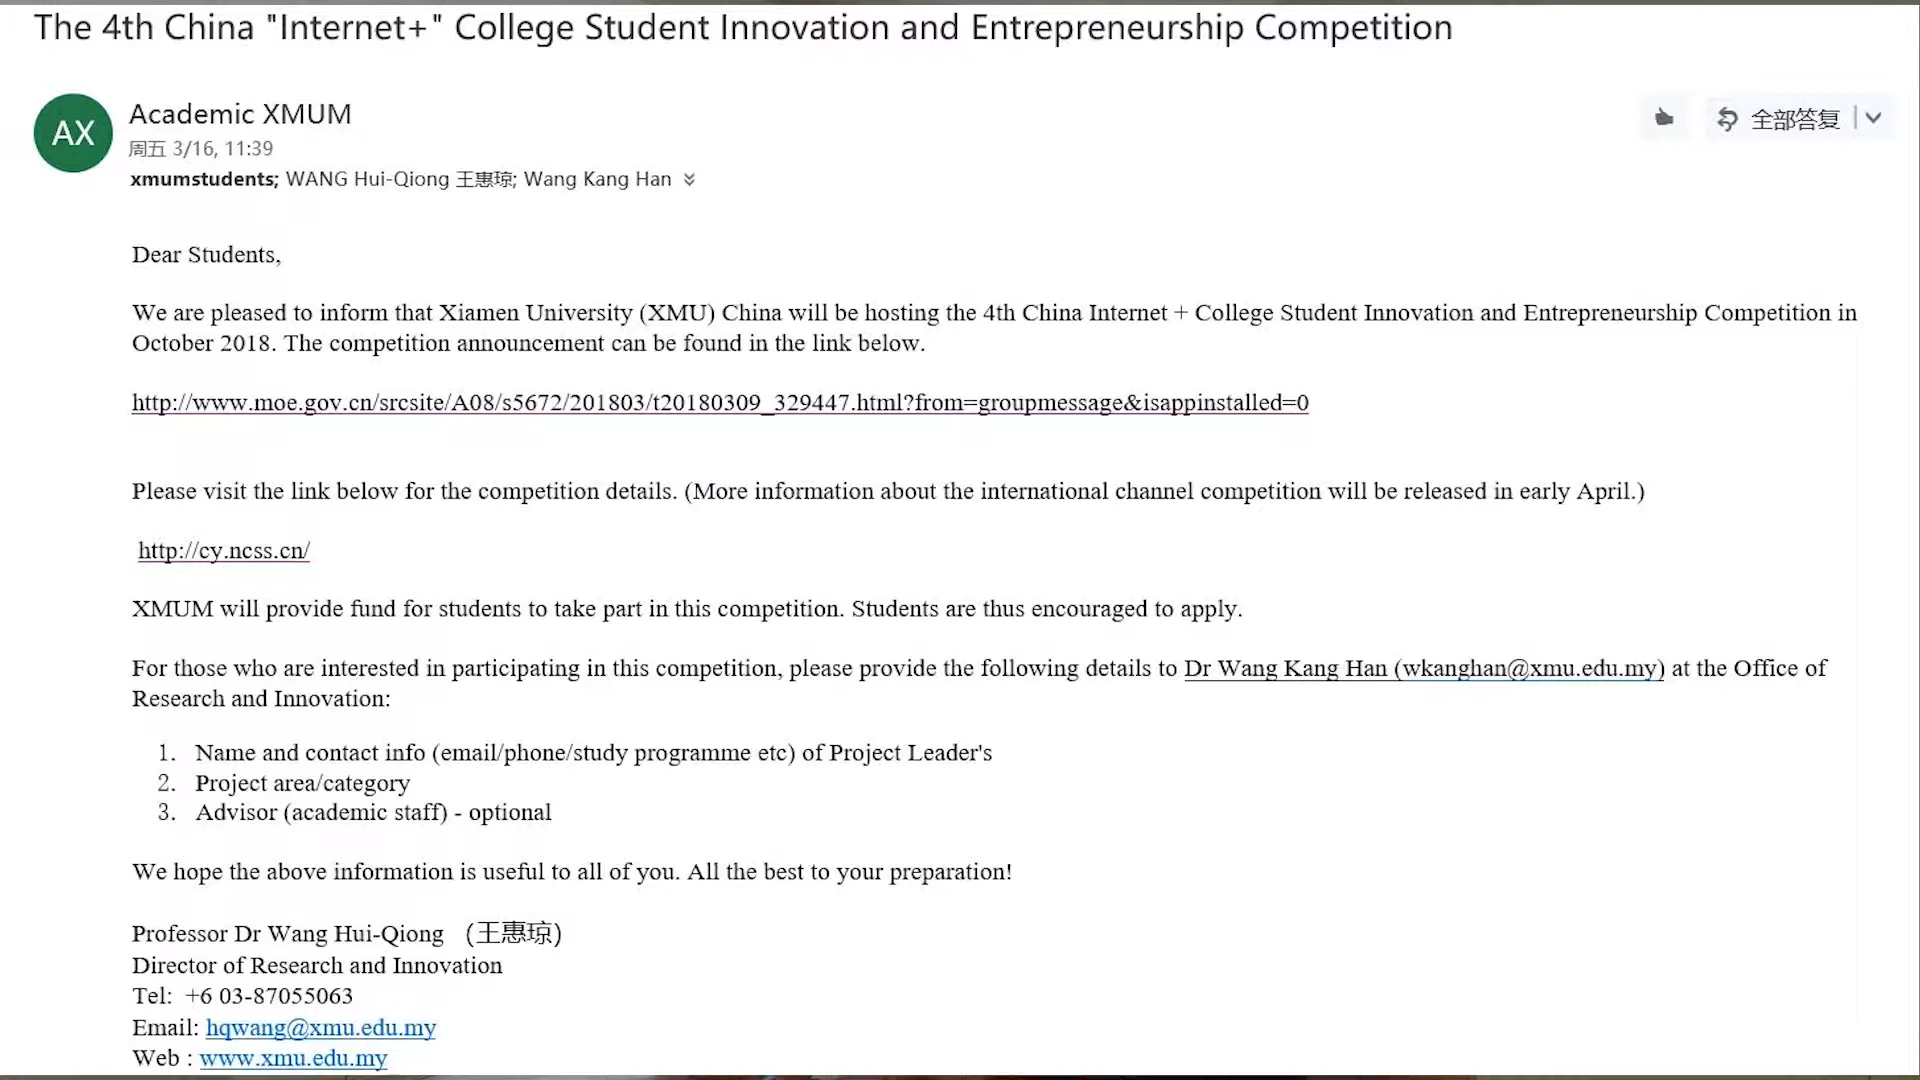 The 4th China "Internet+" College Student Innovation and Entrepreneurship Competition
AX
Academic XMUM
周五 3/16, 11:39
xmumstudents; WANG Hui-Qiong 王惠琼; Wang Kang Han
全部答复
Dear Students,
We are pleased to inform that Xiamen University (XMU) China will be hosting the 4th China Internet + College Student Innovation and Entrepreneurship Competition in
October 2018. The competition announcement can be found in the link below.
http://www.moe.gov.cn/srcsite/A08/s5672/201803/t20180309_329447.html?from=groupmessage&isappinstalled=0
Please visit the link below for the competition details. (More information about the international channel competition will be released in early April.)
http://cy.ncss.cn/
XMUM will provide fund for students to take part in this competition. Students are thus encouraged to apply.
For those who are interested in participating in this competition, please provide the following details to Dr Wang Kang Han (wkanghan@xmu.edu.my) at the Office of
Research and Innovation:
1. Name and contact info (email/phone/study programme etc) of Project Leader's
2. Project area/category
3. Advisor (academic staff) - optional
We hope the above information is useful to all of you. All the best to your preparation!
Professor Dr Wang Hui-Qiong (王惠琼)
Director of Research and Innovation
Tel: +6 03-87055063
Email: hqwang@xmu.edu.my
Web : www.xmu.edu.my